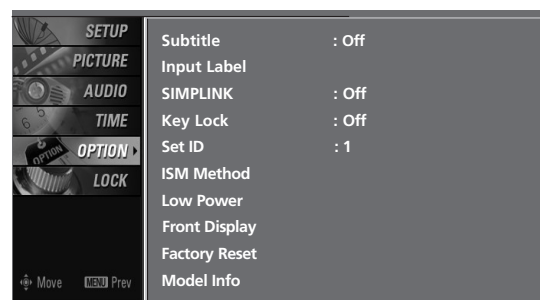 SETUP
PICTURE
AUDIO
TIME
OPTION
LOCK
Move MENU Prev
Subtitle : Off
Input Label
SIMPLINK : Off
Key Lock : Off
Set ID : 1
ISM Method
Low Power
Front Display
Factory Reset
Model Info